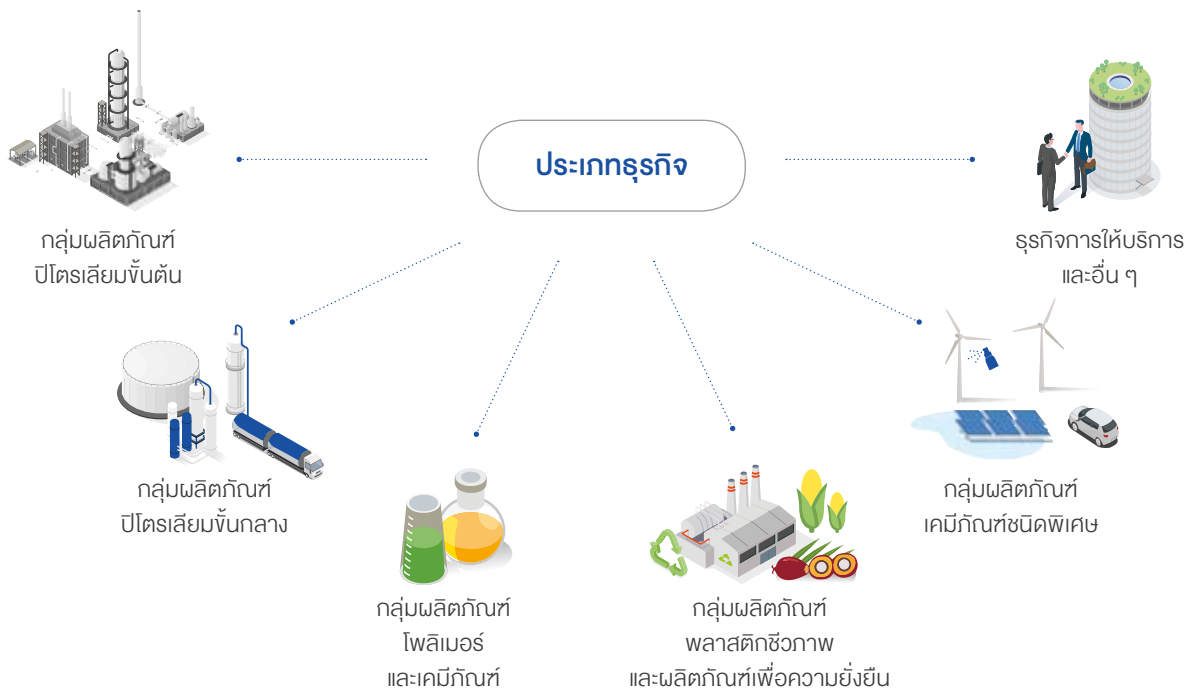 ประเภทธุรกิจ
กลุ่มผลิตภัณฑ์
ปิโตรเลียมขั้นต้น
ธุรกิจการให้บริการ
และอื่น ๆ
กลุ่มผลิตภัณฑ์
ปิโตรเลียมขั้นกลาง
กลุ่มผลิตภัณฑ์
เคมีภัณฑ์ชนิดพิเศษ
กลุ่มผลิตภัณฑ์
โพลิเมอร์
และเคมีภัณฑ์
กลุ่มผลิตภัณฑ์
พลาสติกชีวภาพ
และผลิตภัณฑ์เพื่อความยั่งยืน